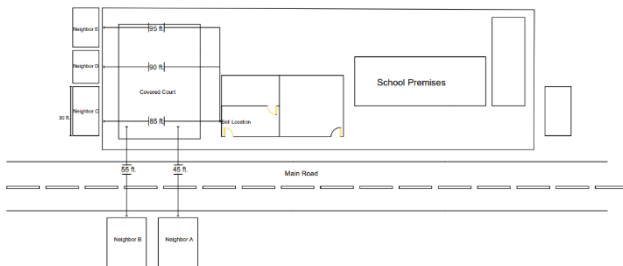 Neighbor E
95 ft.
Neighbor D
90 ft.
School Premises
Covered Court
30 ft.
Neighbor C
85 ft.
Bell Location
55 ft.
45 ft.
Main Road
Neighbor B
Neighbor A